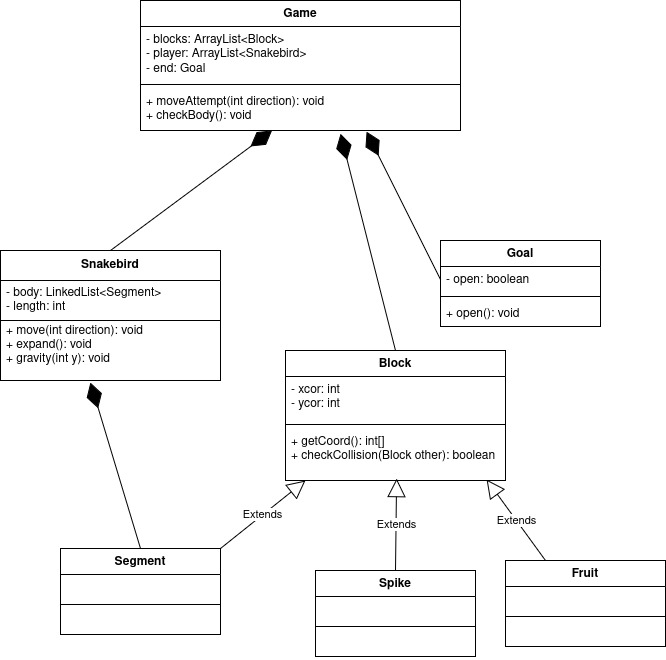 Game
- blocks: ArrayList<Block>
- player: ArrayList<Snakebird>
- end: Goal
+ moveAttempt(int direction): void
+ checkBody(): void
Snakebird
- body: LinkedList<Segment>
- length: int
+ move(int direction): void
+ expand(): void
+ gravity(int y): void
Goal
- open: boolean
+ open(): void
Block
- xcor: int
- ycor: int
+ getCoord(): int[]
+ checkCollision(Block other): boolean
Extends
Extends
Extends
Segment
Spike
Fruit